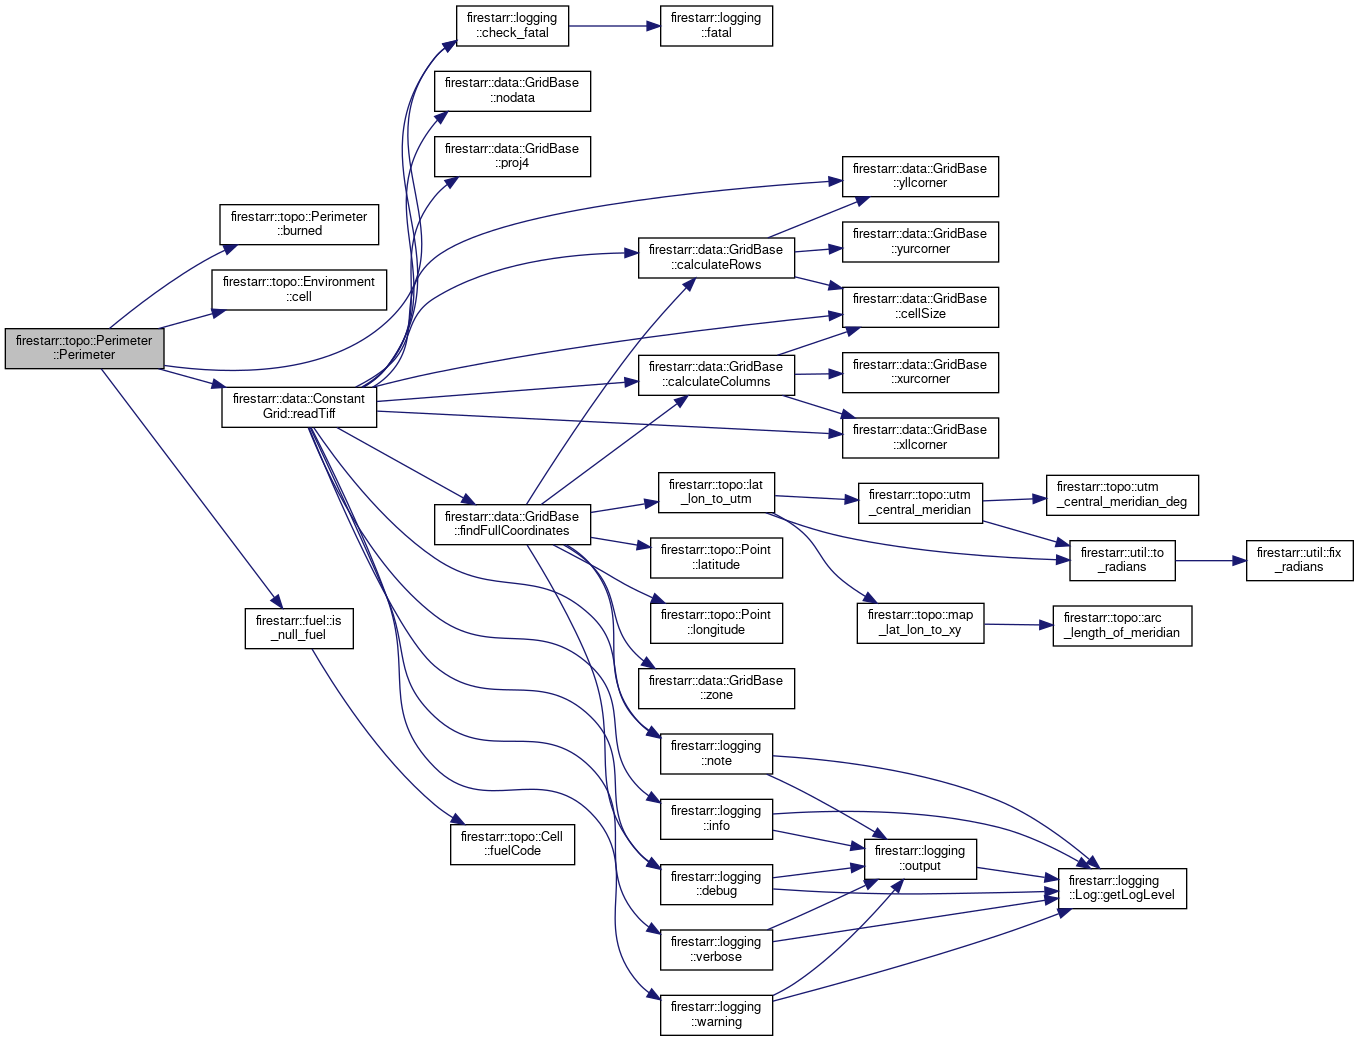 firestarr::topo::Perimeter
::Perimeter
firestarr::topo::Perimeter
::burned
firestarr::topo::Environment
::cell
firestarr::data::Constant
Grid::readTiff
firestarr::fuel::is
_null_fuel
firestarr::logging
::check_fatal
firestarr::data::GridBase
::nodata
firestarr::data::GridBase
::proj4
firestarr::data::GridBase
::findFullCoordinates
firestarr::topo::Cell
::fuelCode
firestarr::logging
::fatal
firestarr::data::GridBase
::calculateRows
firestarr::data::GridBase
::calculateColumns
firestarr::topo::lat
_lon_to_utm
firestarr::topo::Point
::latitude
firestarr::topo::Point
::longitude
firestarr::data::GridBase
::zone
firestarr::logging
::note
firestarr::logging
::info
firestarr::logging
::debug
firestarr::logging
::verbose
firestarr::logging
::warning
firestarr::data::GridBase
::yllcorner
firestarr::data::GridBase
::yurcorner
firestarr::data::GridBase
::cellSize
firestarr::data::GridBase
::xurcorner
firestarr::data::GridBase
::xllcorner
firestarr::topo::utm
_central_meridian
firestarr::topo::map
_lat_lon_to_xy
firestarr::logging
::output
firestarr::topo::utm
_central_meridian_deg
firestarr::util::to
_radians
firestarr::topo::arc
_length_of_meridian
firestarr::logging
::Log::getLogLevel
firestarr::util::fix
_radians